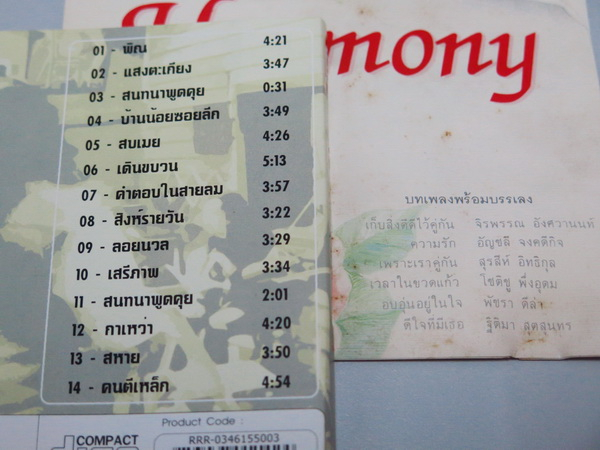 Harmony
01 - พิณ 4:21
02 - แสงตะเกียง 3:47
03 - สนทนาพูดคุย 0:31
04 - บ้านน้อยซอยลึก 3:49
05 - สบเมย 4:26
06 - เดินขบวน 5:13
07 - คำตอบในสายลม 3:57
08 - สิงห์รายวัน 3:22
09 - ลอยนวล 3:29
10 - เสรีภาพ 3:34
11 - สนทนาพูดคุย 2:01
12 - กาเหว่า 4:20
13 - สหาย 3:50
14 - คนตีเหล็ก 4:54
Product Code :
COMPACT
RRR-0346155003
บทเพลงพร้อมบรรเลง
เก็บสิ่งดีดีไว้คู่กัน จิรพรรณ อังศวานนท์
ความรัก อัญชลี จงคดีกิจ
เพราะเราคู่กัน สุรสีห์ อิทธิกุล
เวลาในขวดแก้ว โชติชู พึ่งอุดม
อบอุ่นอยู่ในใจ พัชรา ดีล่า
ดีใจที่มีเธอ ฐิติมา สุตสุนทร